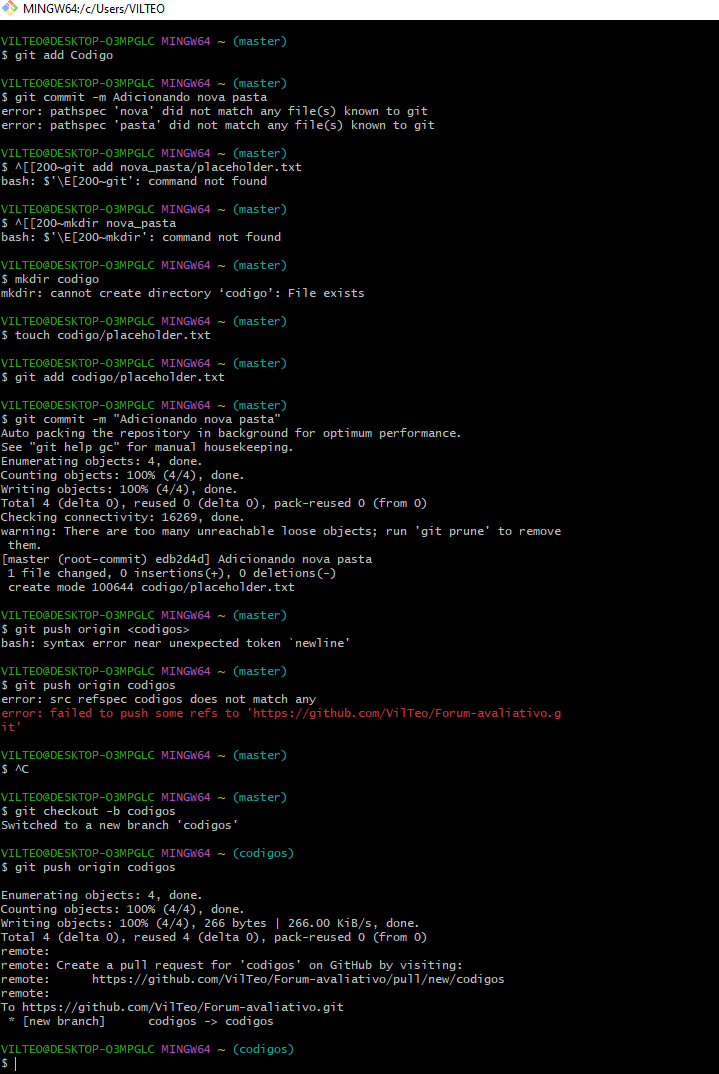 MINGW64:/c/Users/VILTEO
VILTEO@DESKTOP-O3MPGLC MINGW64 ~ (master)
$ git add Codigo
VILTEO@DESKTOP-O3MPGLC MINGW64 ~ (master)
$ git commit -m Adicionando nova pasta
error: pathspec 'nova' did not match any file(s) known to git
error: pathspec 'pasta' did not match any file(s) known to git
VILTEO@DESKTOP-O3MPGLC MINGW64 ~ (master)
$ ^[[200~git add nova_pasta/placeholder.txt
bash: $'\E[200~git': command not found
VILTEO@DESKTOP-O3MPGLC MINGW64 ~ (master)
$ ^[[200~mkdir nova_pasta
bash: $'\E[200~mkdir': command not found
VILTEO@DESKTOP-O3MPGLC MINGW64 ~ (master)
$ mkdir codigo
mkdir: cannot create directory ‘codigo’: File exists
VILTEO@DESKTOP-O3MPGLC MINGW64 ~ (master)
$ touch codigo/placeholder.txt
VILTEO@DESKTOP-O3MPGLC MINGW64 ~ (master)
$ git add codigo/placeholder.txt
VILTEO@DESKTOP-O3MPGLC MINGW64 ~ (master)
$ git commit -m "Adicionando nova pasta"
Auto packing the repository in background for optimum performance.
See "git help gc" for manual housekeeping.
Enumerating objects: 4, done.
Counting objects: 100% (4/4), done.
Writing objects: 100% (4/4), done.
Total 4 (delta 0), reused 0 (delta 0), pack-reused 0 (from 0)
Checking connectivity: 16269, done.
warning: There are too many unreachable loose objects; run 'git prune' to remove
them.
[master (root-commit) edb2d4d] Adicionando nova pasta
1 file changed, 0 insertions(+), 0 deletions(-)
create mode 100644 codigo/placeholder.txt
VILTEO@DESKTOP-O3MPGLC MINGW64 ~ (master)
$ git push origin <codigos>
bash: syntax error near unexpected token `newline'
VILTEO@DESKTOP-O3MPGLC MINGW64 ~ (master)
$ git push origin codigos
error: src refspec codigos does not match any
error: failed to push some refs to 'https://github.com/VilTeo/Forum-avaliativo.g
it'
VILTEO@DESKTOP-O3MPGLC MINGW64 ~ (master)
$ ^C
VILTEO@DESKTOP-O3MPGLC MINGW64 ~ (master)
$ git checkout -b codigos
Switched to a new branch 'codigos'
VILTEO@DESKTOP-O3MPGLC MINGW64 ~ (codigos)
$ git push origin codigos
Enumerating objects: 4, done.
Counting objects: 100% (4/4), done.
Writing objects: 100% (4/4), 266 bytes | 266.00 KiB/s, done.
Total 4 (delta 0), reused 4 (delta 0), pack-reused 0 (from 0)
remote:
remote: Create a pull request for 'codigos' on GitHub by visiting:
remote:      https://github.com/VilTeo/Forum-avaliativo/pull/new/codigos
remote:
To https://github.com/VilTeo/Forum-avaliativo.git
* [new branch]      codigos -> codigos
VILTEO@DESKTOP-O3MPGLC MINGW64 ~ (codigos)
$